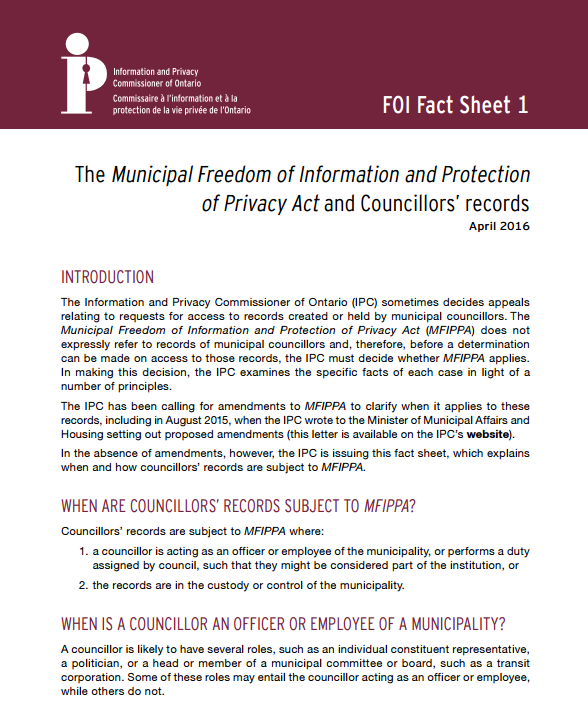 Information and Privacy
Commissioner of Ontario
Commissaire à l'information et à la
protection de la vie privée de l'Ontario
FOI Fact Sheet 1
The Municipal Freedom of Information and Protection
of Privacy Act and Councillors' records
April 2016
INTRODUCTION
The Information and Privacy Commissioner of Ontario (IPC) sometimes decides appeals
relating to requests for access to records created or held by municipal councillors. The
Municipal Freedom of Information and Protection of Privacy Act (MFIPPA) does not
expressly refer to records of municipal councillors and, therefore, before a determination
can be made on access to those records, the IPC must decide whether MFIPPA applies.
In making this decision, the IPC examines the specific facts of each case in light of a
number of principles.
The IPC has been calling for amendments to MFIPPA to clarify when it applies to these
records, including in August 2015, when the IPC wrote to the Minister of Municipal Affairs and
Housing setting out proposed amendments (this letter is available on the IPC's website).
In the absence of amendments, however, the IPC is issuing this fact sheet, which explains
when and how councillors' records are subject to MFIPPA.
WHEN ARE COUNCILLORS' RECORDS SUBJECT TO MFIPPA?
Councillors' records are subject to MFIPPA where:
1. a councillor is acting as an officer or employee of the municipality, or performs a duty
assigned by council, such that they might be considered part of the institution, or
2. the records are in the custody or control of the municipality.
WHEN IS A COUNCILLOR AN OFFICER OR EMPLOYEE OF A MUNICIPALITY?
A councillor is likely to have several roles, such as an individual constituent representative,
a politician, or a head or member of a municipal committee or board, such as a transit
corporation. Some of these roles may entail the councillor acting as an officer or employee,
while others do not.